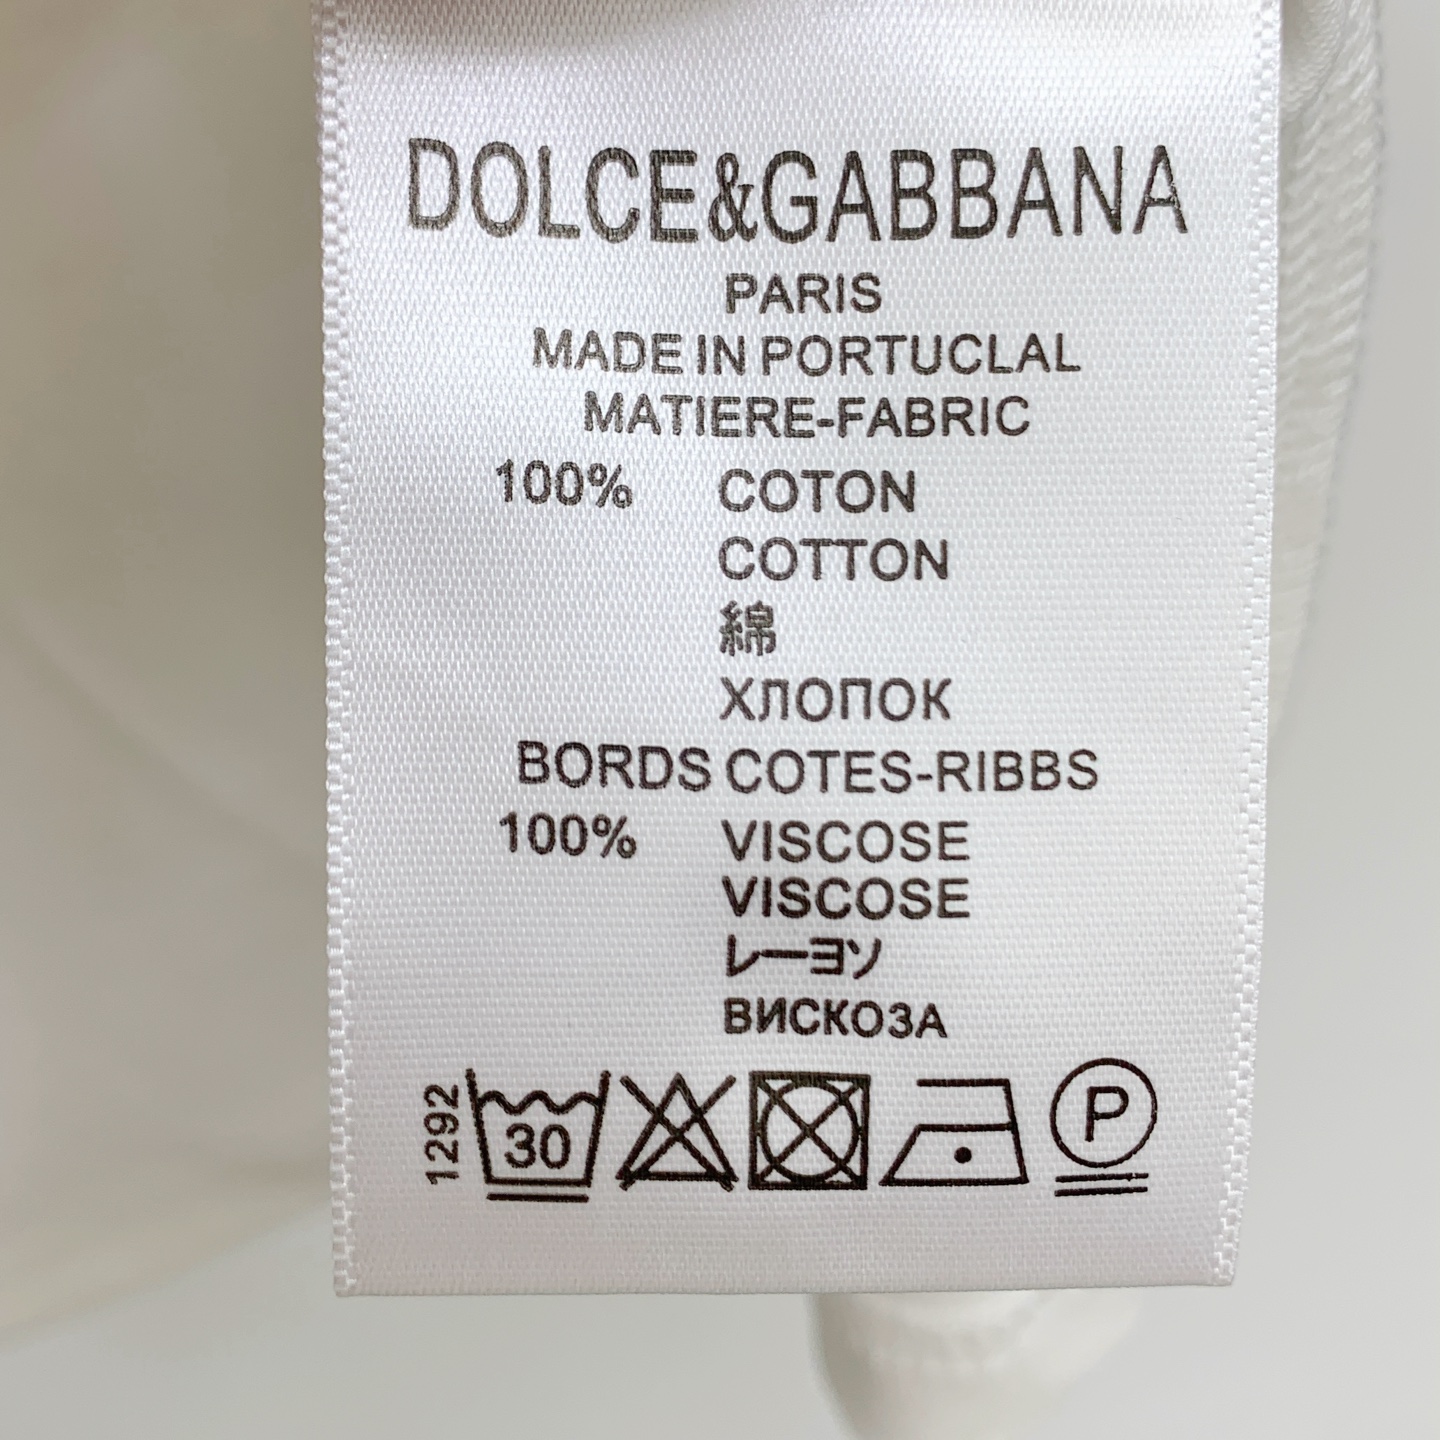 DOLCE&GABBANA
PARIS
MADE IN PORTUCLAL
MATIERE-FABRIC
100% COTON
COTTON
綿
ХЛОПОК
BORDS COTES-RIBBS
100% VISCOSE
VISCOSE
レーヨソ
ВИСКОЗА
1292 30 P